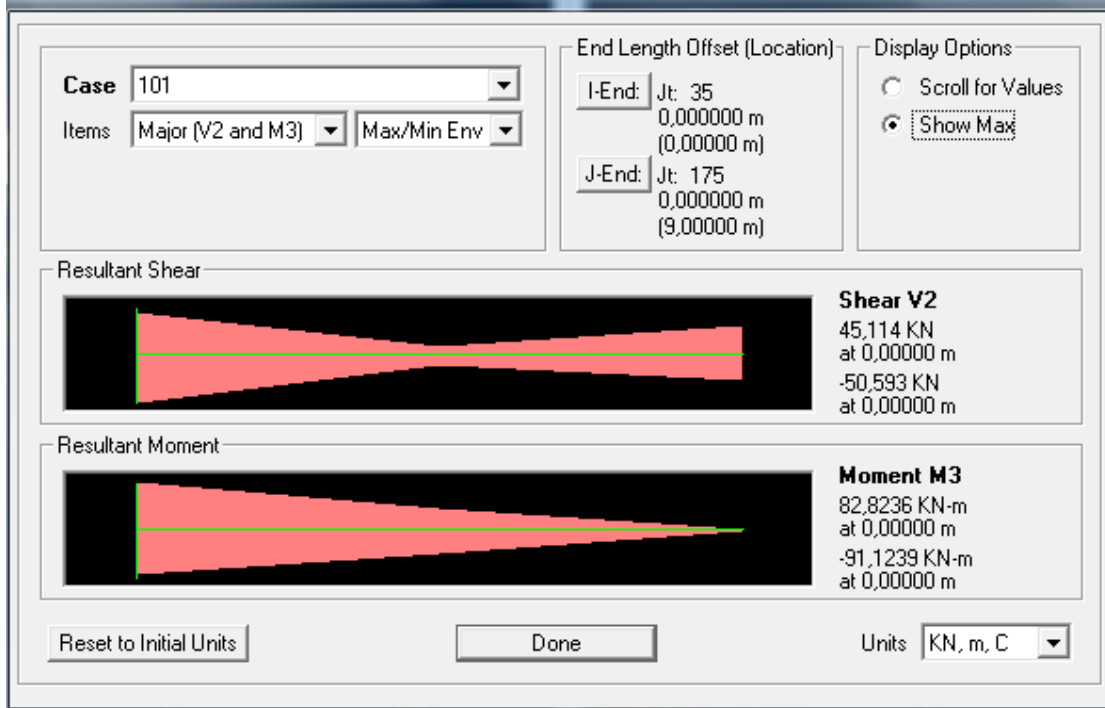 Case 101
Items Major (V2 and M3) Max/Min Env
End Length Offset (Location)
I-End: Jt: 35
0,000000 m
(0,00000 m)
J-End: Jt: 175
0,000000 m
(9,00000 m)
Display Options
Scroll for Values
Show Max
Resultant Shear
Shear V2
45,114 KN
at 0,00000 m
-50,593 KN
at 0,00000 m
Resultant Moment
Moment M3
82,8236 KN-m
at 0,00000 m
-91,1239 KN-m
at 0,00000 m
Reset to Initial Units
Done
Units KN, m, C